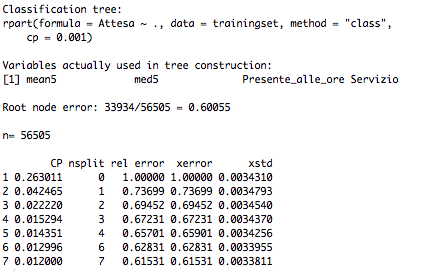 Classification tree:
rpart(formula = Attesa ~ ., data = trainingset, method = "class",
    cp = 0.001)

Variables actually used in tree construction:
[1] mean5            med5             Presente_alle_ore Servizio

Root node error: 33934/56505 = 0.60055

n= 56505

        CP nsplit rel error  xerror      xstd
1 0.263011      0   1.00000 1.00000 0.0034310
2 0.042465      1   0.73699 0.73699 0.0034793
3 0.022220      2   0.69452 0.69452 0.0034540
4 0.015294      3   0.67231 0.67231 0.0034370
5 0.014351      4   0.65701 0.65901 0.0034256
6 0.012996      6   0.62831 0.62831 0.0033955
7 0.012000      7   0.61531 0.61531 0.0033811